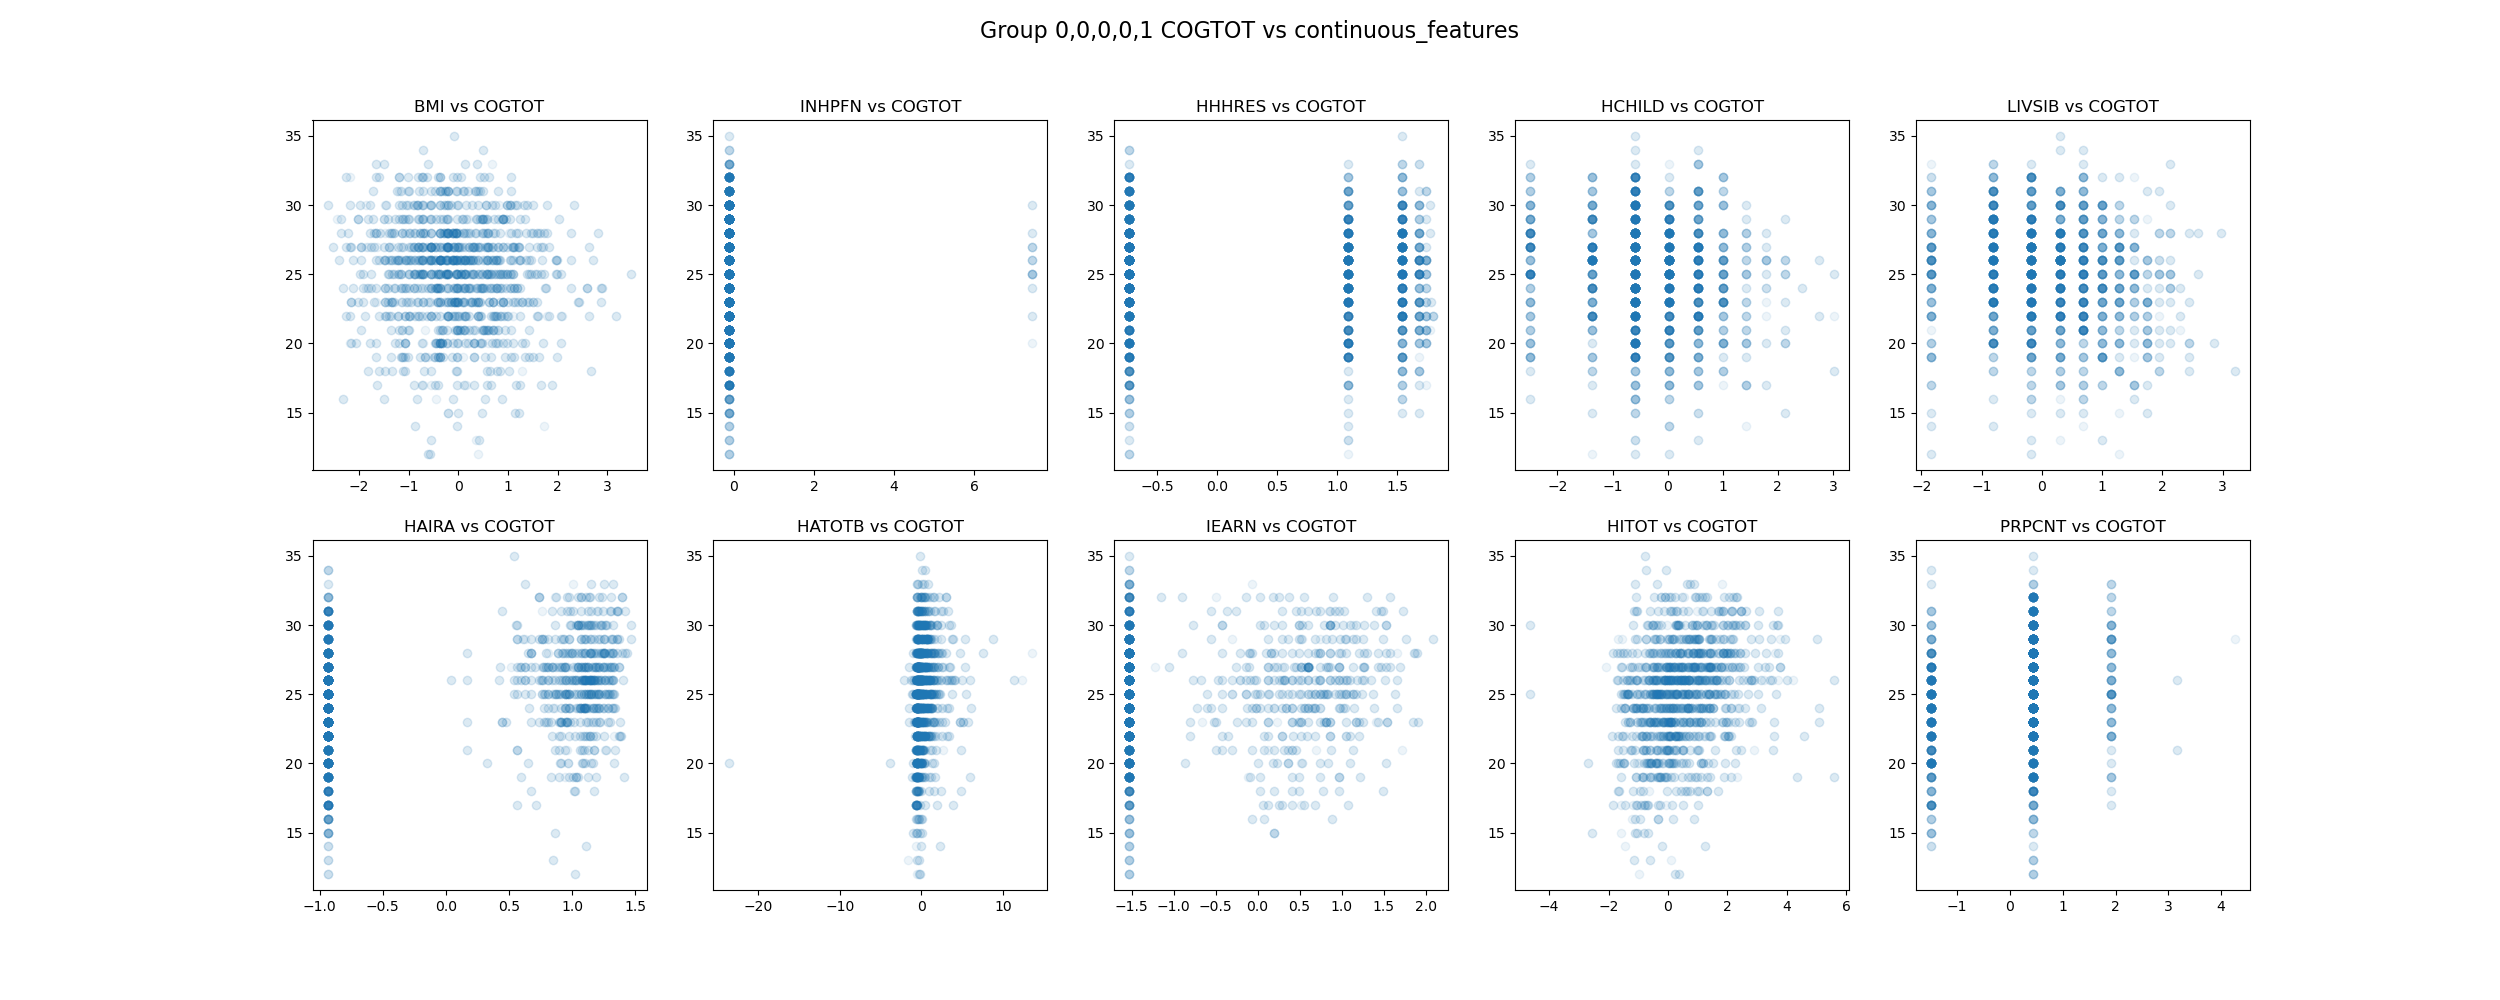 Group 0,0,0,0,1 COGTOT vs continuous_features
BMI vs COGTOT
INHPFN vs COGTOT
HHHRES vs COGTOT
HCHILD vs COGTOT
LIVSIB vs COGTOT
35 30 25 20 15
35 30 25 20 15
35 30 25 20 15
35 30 25 20 15
35 30 25 20 15
−2 −1 0 1 2 3
0 2 4 6
−0.5 0.0 0.5 1.0 1.5
−2 −1 0 1 2 3
−2 −1 0 1 2 3
HAIRA vs COGTOT
HATOTB vs COGTOT
IEARN vs COGTOT
HITOT vs COGTOT
PRPCNT vs COGTOT
35 30 25 20 15
35 30 25 20 15
35 30 25 20 15
35 30 25 20 15
35 30 25 20 15
−1.0 −0.5 0.0 0.5 1.0 1.5
−20 −10 0 10
−1.5 −1.0 −0.5 0.0 0.5 1.0 1.5 2.0
−4 −2 0 2 4 6
−1 0 1 2 3 4